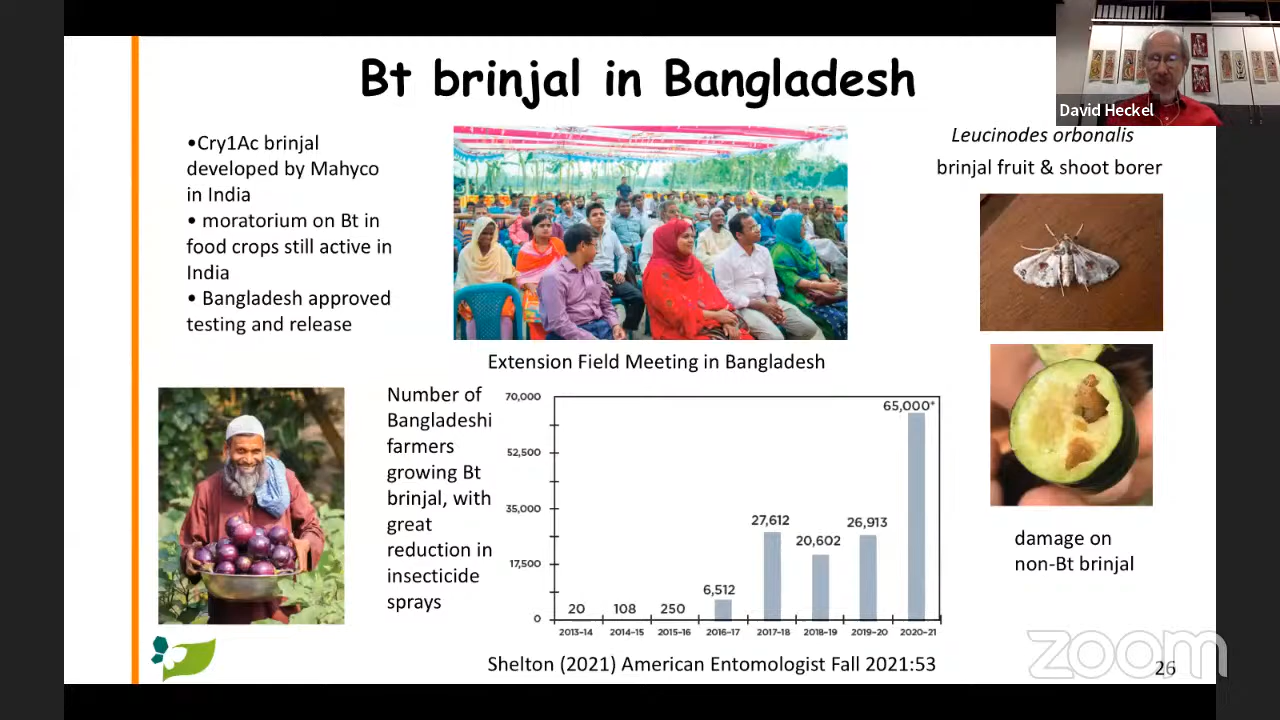 Bt brinjal in Bangladesh
David Heckel
•Cry1Ac brinjal
developed by Mahyco
in India
• moratorium on Bt in
food crops still active in
India
• Bangladesh approved
testing and release
Extension Field Meeting in Bangladesh
Leucinodes orbonalis
brinjal fruit & shoot borer
damage on
non-Bt brinjal
Number of
Bangladeshi
farmers
growing Bt
brinjal, with
great
reduction in
insecticide
sprays
70,000
52,500
35,000
17,500
0
20
108
250
6,512
27,612
20,602
26,913
65,000*
2013-14
2014-15
2015-16
2016-17
2017-18
2018-19
2019-20
2020-21
Shelton (2021) American Entomologist Fall 2021:53
zoom
26